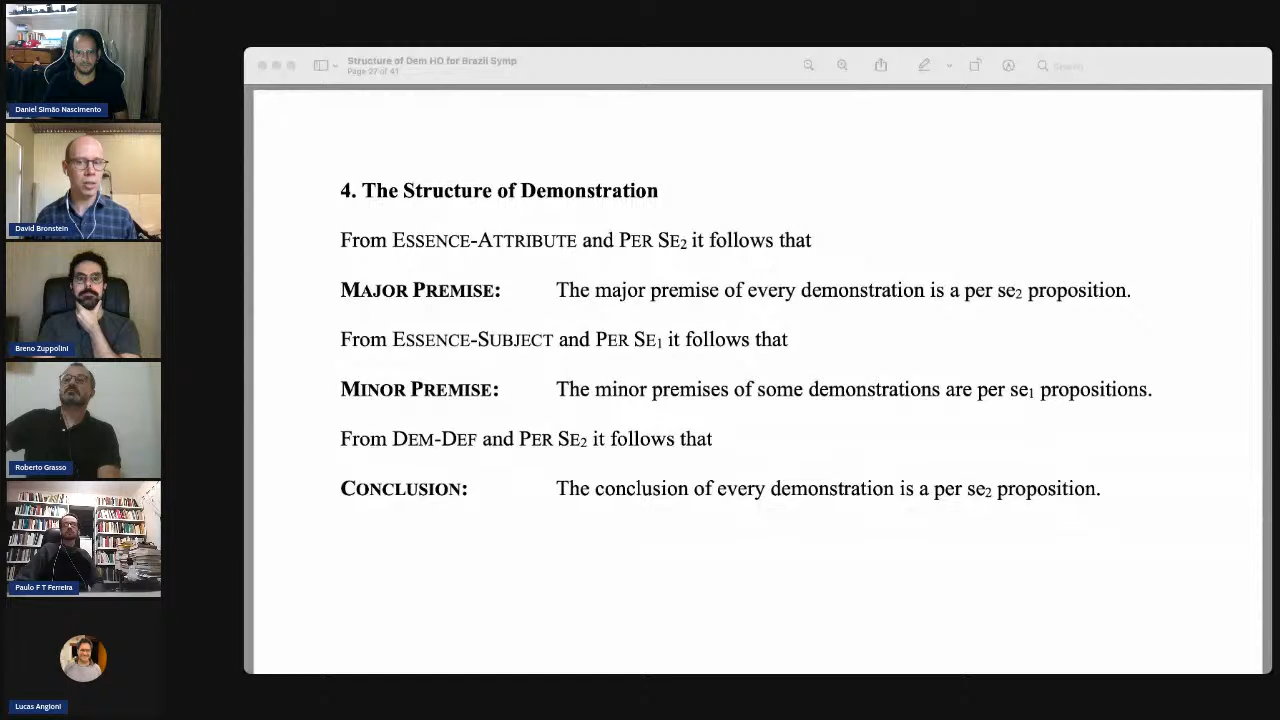 Daniel Simão Nascimento
David Bronstein
Breno Zuppolini
Roberto Grasso
Paulo F T Ferreira
Lucas Angioni
Structure of Dem HO for Brazil Symp
Page 27 of 41
Search
4. The Structure of Demonstration
From ESSENCE-ATTRIBUTE and PER SE₂ it follows that
MAJOR PREMISE: The major premise of every demonstration is a per se₂ proposition.
From ESSENCE-SUBJECT and PER SE₁ it follows that
MINOR PREMISE: The minor premises of some demonstrations are per se₁ propositions.
From DEM-DEF and PER SE₂ it follows that
CONCLUSION: The conclusion of every demonstration is a per se₂ proposition.